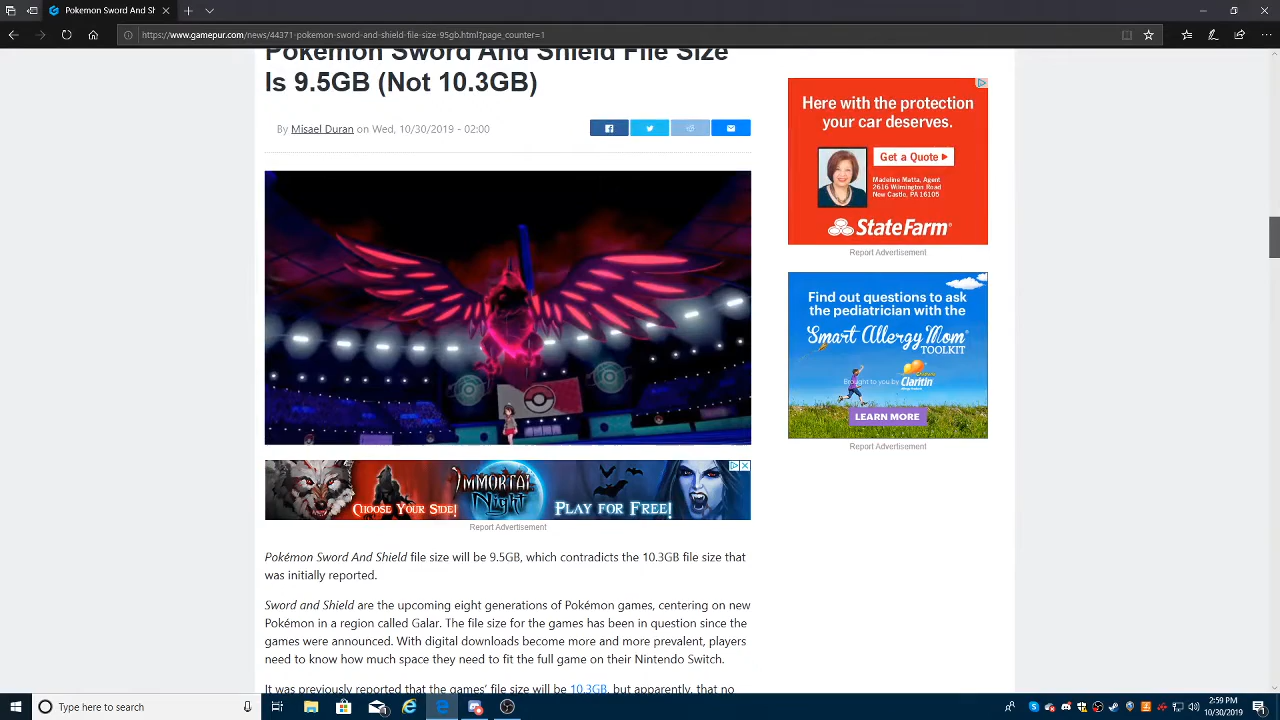 Pokemon Sword And Sh
https://www.gamepur.com/news/44371-pokemon-sword-and-shield-file-size-95gb.html?page_counter=1
Pokemon Sword And Shield File Size
Is 9.5GB (Not 10.3GB)
By Misael Duran on Wed, 10/30/2019 - 02:00
Here with the protection
your car deserves.
Get a Quote
Madeline Matta, Agent
2616 Wilmington Road
New Castle, PA 16105
StateFarm
Report Advertisement
Find out questions to ask
the pediatrician with the
Smart Allergy Mom
TOOLKIT
Brought to you by
Claritin
LEARN MORE
Report Advertisement
CHOOSE YOUR SIDE!
IMMORTAL
NIGHT
PLAY FOR FREE!
Report Advertisement
Pokémon Sword And Shield file size will be 9.5GB, which contradicts the 10.3GB file size that
was initially reported.
Sword and Shield are the upcoming eight generations of Pokémon games, centering on new
Pokémon in a region called Galar. The file size for the games has been in question since the
games were announced. With digital downloads become more and more prevalent, players
need to know how much space they need to fit the full game on their Nintendo Switch.
It was previously reported that the games' file size will be 10.3GB, but apparently, that no
Type here to search
2:59 PM
10/30/2019